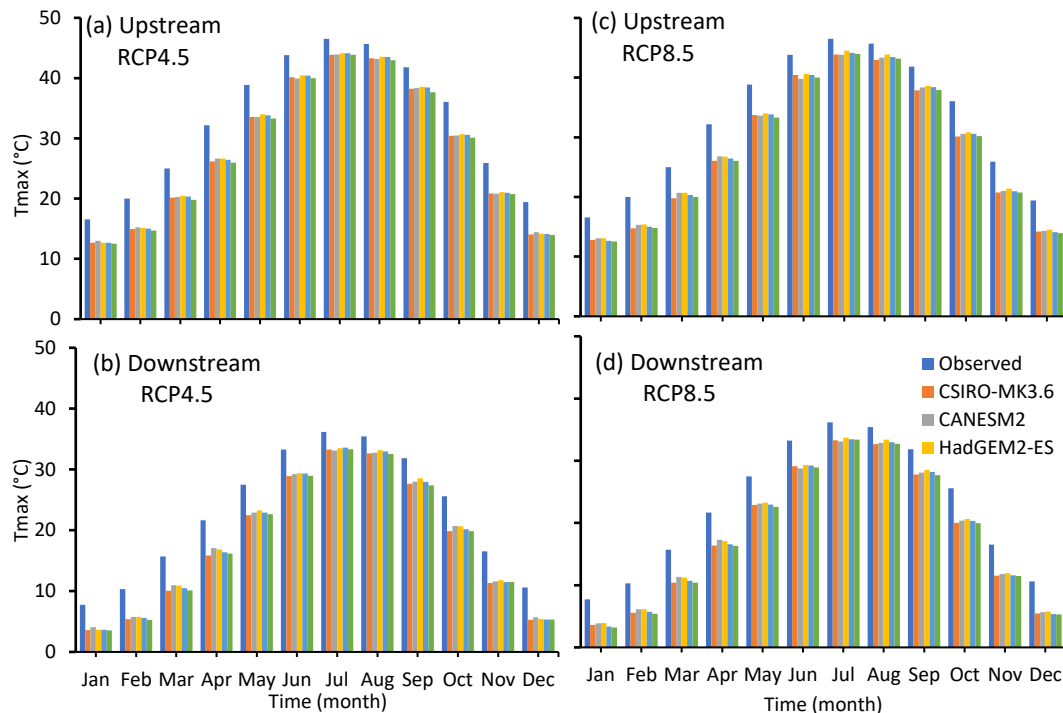 (a) Upstream
RCP4.5
(c) Upstream
RCP8.5
50
40
30
20
10
0
Tmax (°C)
(b) Downstream
RCP4.5
(d) Downstream
RCP8.5
Observed
CSIRO-MK3.6
CANESM2
HadGEM2-ES
50
40
30
20
10
0
Tmax (°C)
Jan Feb Mar Apr May Jun Jul Aug Sep Oct Nov Dec
Time (month)
Jan Feb Mar Apr May Jun Jul Aug Sep Oct Nov Dec
Time (month)